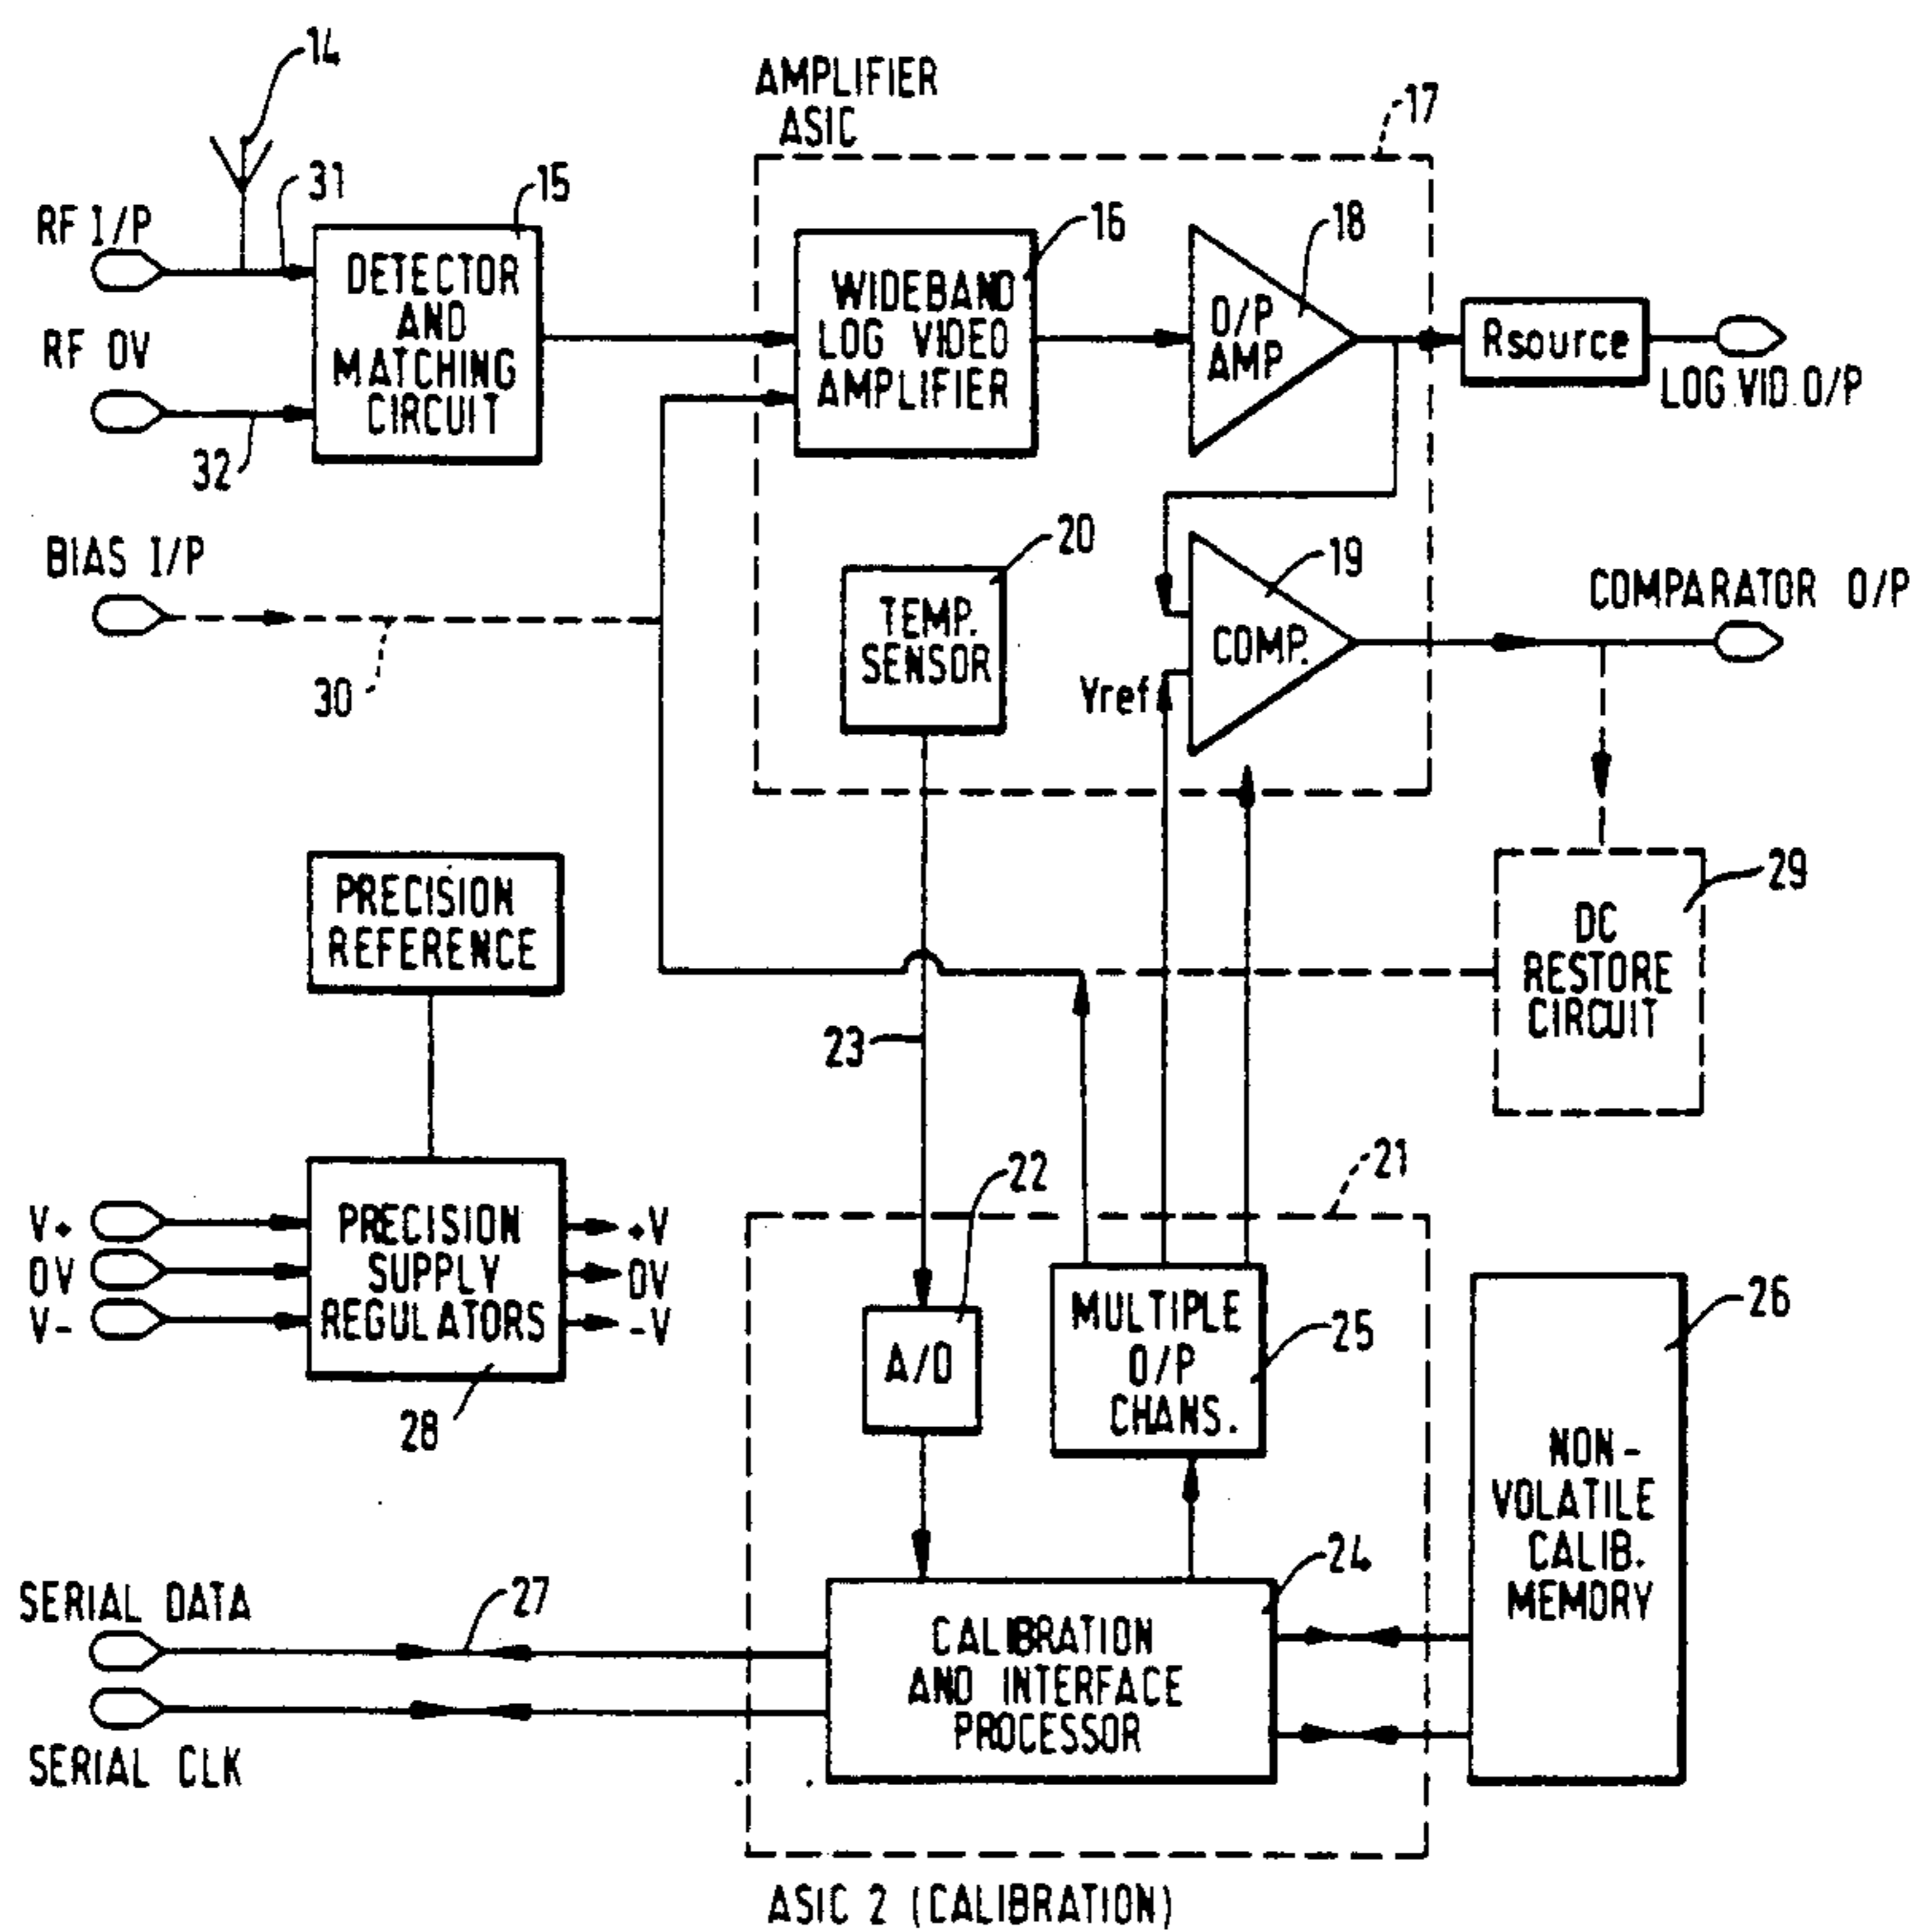 14
AMPLIFIER
ASIC
17
31
15
RF I/P
DETECTOR
AND
MATCHING
CIRCUIT
16
WIDEBAND
LOG VIDEO
AMPLIFIER
18
O/P
AMP
Rsource
LOG.VID.O/P
RF 0V
32
BIAS I/P
30
20
TEMP.
SENSOR
19
COMP.
Vref
COMPARATOR O/P
PRECISION
REFERENCE
29
DC
RESTORE
CIRCUIT
23
21
22
V+
0V
V-
PRECISION
SUPPLY
REGULATORS
+V
0V
-V
28
A/D
MULTIPLE
O/P
CHANS.
25
26
NON-
VOLATILE
CALIB.
MEMORY
24
SERIAL DATA
27
CALIBRATION
AND INTERFACE
PROCESSOR
SERIAL CLK
ASIC 2 (CALIBRATION)